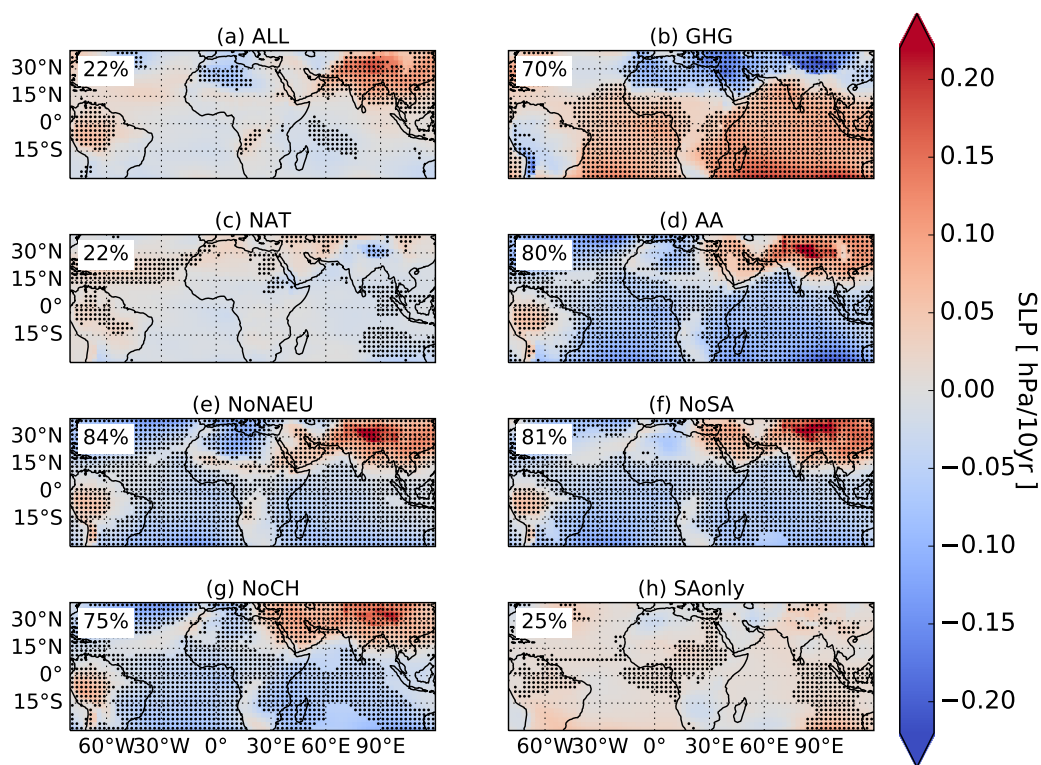 (a) ALL
30°N
15°N
0°
15°S
22%
(b) GHG
70%
(c) NAT
30°N
15°N
0°
15°S
22%
(d) AA
80%
(e) NoNAEU
30°N
15°N
0°
15°S
84%
(f) NoSA
81%
(g) NoCH
30°N
15°N
0°
15°S
75%
60°W30°W 0° 30°E 60°E 90°E
(h) SAonly
25%
60°W30°W 0° 30°E 60°E 90°E
0.20
0.15
0.10
0.05
0.00
−0.05
−0.10
−0.15
−0.20
SLP [ hPa/10yr ]